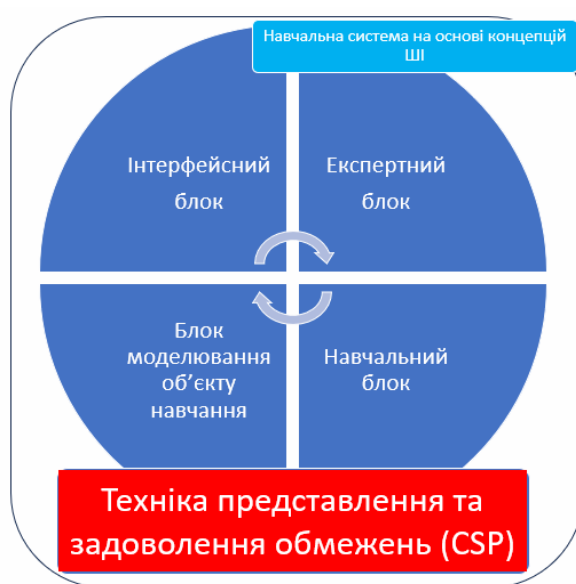 Навчальна система на основі концепцій
ШІ
Інтерфейсний
блок
Експертний
блок
Блок
моделювання
об’єкту
навчання
Навчальний
блок
Техніка представлення та
задоволення обмежень (CSP)